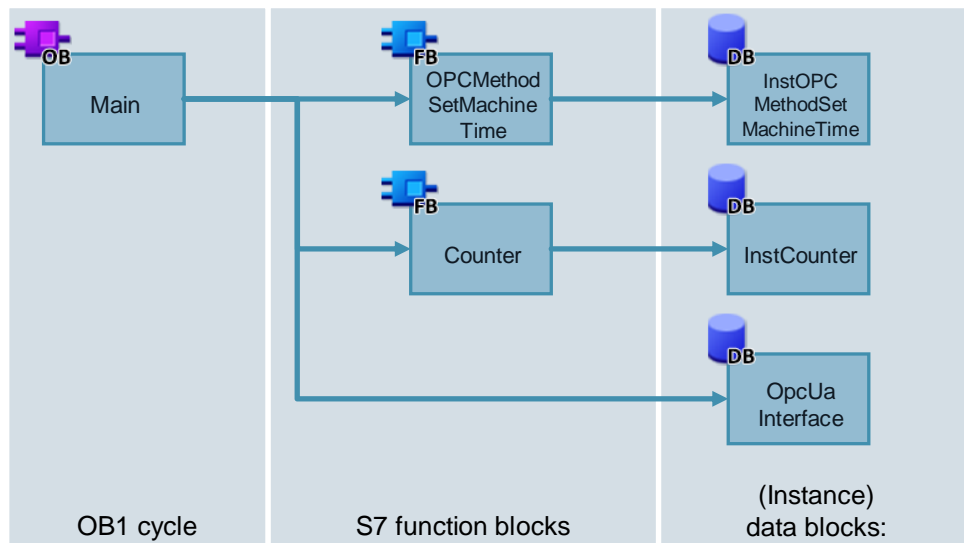 OB
Main
FB
OPCMethod
SetMachine
Time
DB
InstOPC
MethodSet
MachineTime
FB
Counter
DB
InstCounter
DB
OpcUa
Interface
OB1 cycle
S7 function blocks
(Instance)
data blocks: